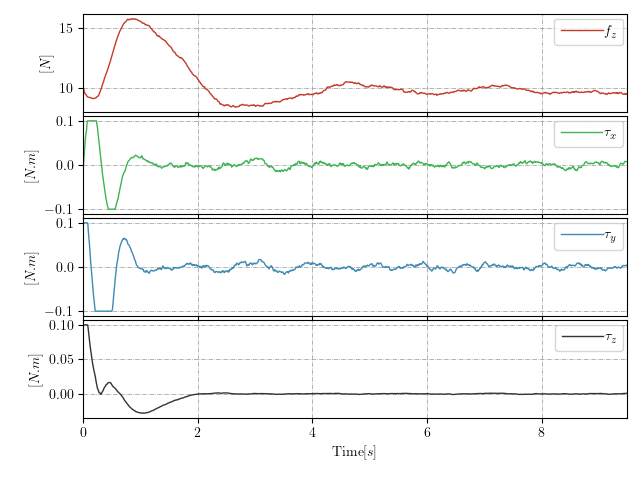 15
10
[N]
f_z
0.1
0.0
−0.1
[N.m]
τ_x
0.1
0.0
−0.1
[N.m]
τ_y
0.10
0.05
0.00
[N.m]
τ_z
0 2 4 6 8
Time[s]